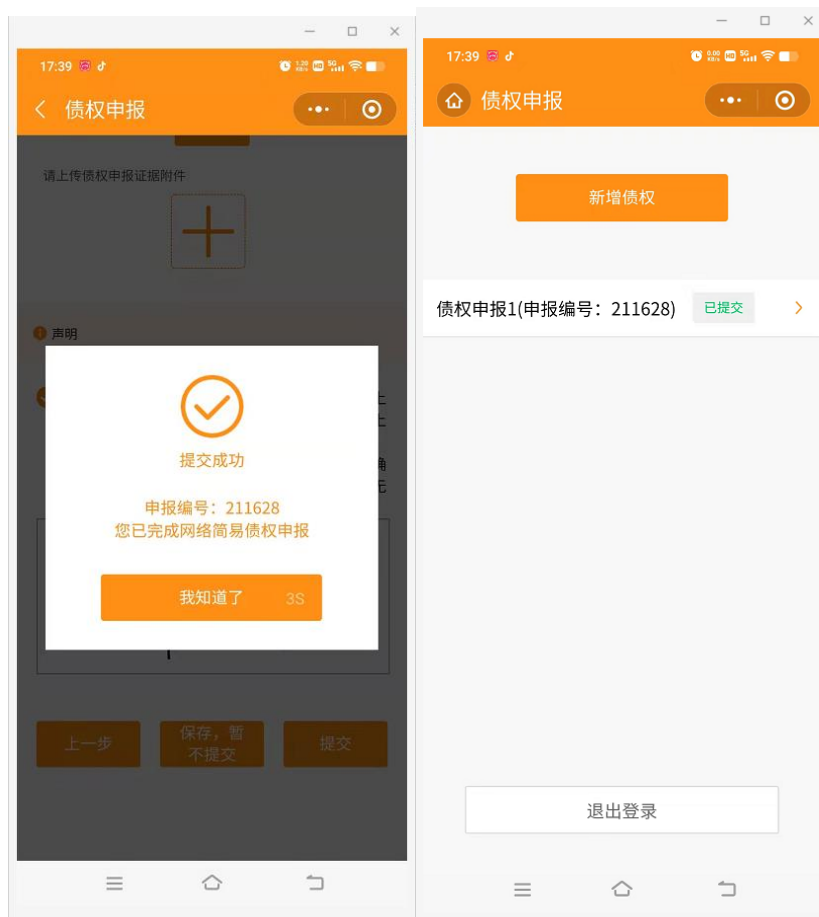 17:39
债权申报
请上传债权申报证据附件
声明
提交成功
申报编号：211628
您已完成网络简易债权申报
我知道了 3S
上一步
保存，暂
不提交
提交
17:39
债权申报
新增债权
债权申报1(申报编号：211628) 已提交
退出登录